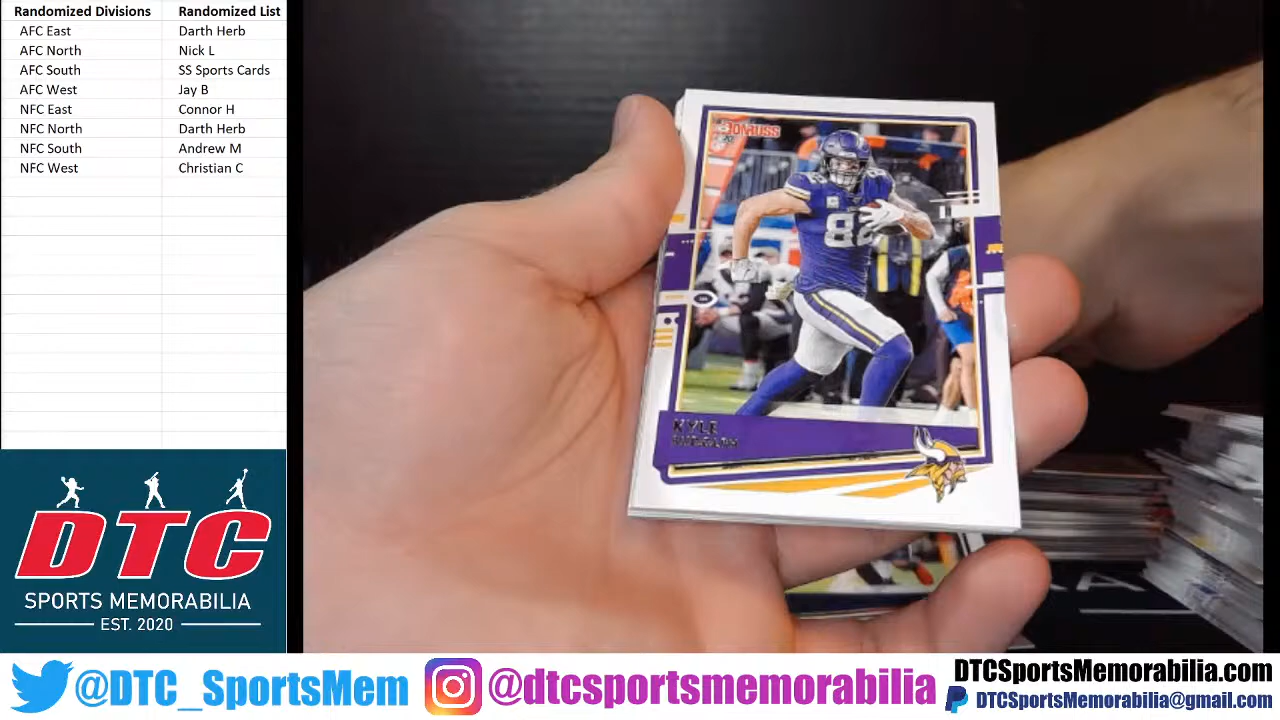 Randomized Divisions Randomized List
AFC East Darth Herb
AFC North Nick L
AFC South SS Sports Cards
AFC West Jay B
NFC East Connor H
NFC North Darth Herb
NFC South Andrew M
NFC West Christian C
DONRUSS
82
KYLE
RUDOLPH
DTC
SPORTS MEMORABILIA
EST. 2020
@DTC_SportsMem
@dtcsportsmemorabilia
DTCSportsMemorabilia.com
DTCSportsMemorabilia@gmail.com